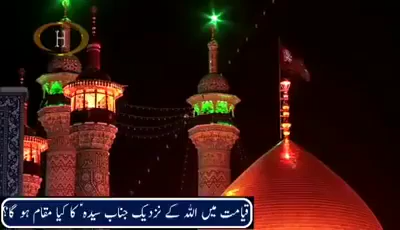 H
قیامت میں اللہ کے نزدیک جناب سیدہؑ کا کیا مقام ہو گا؟